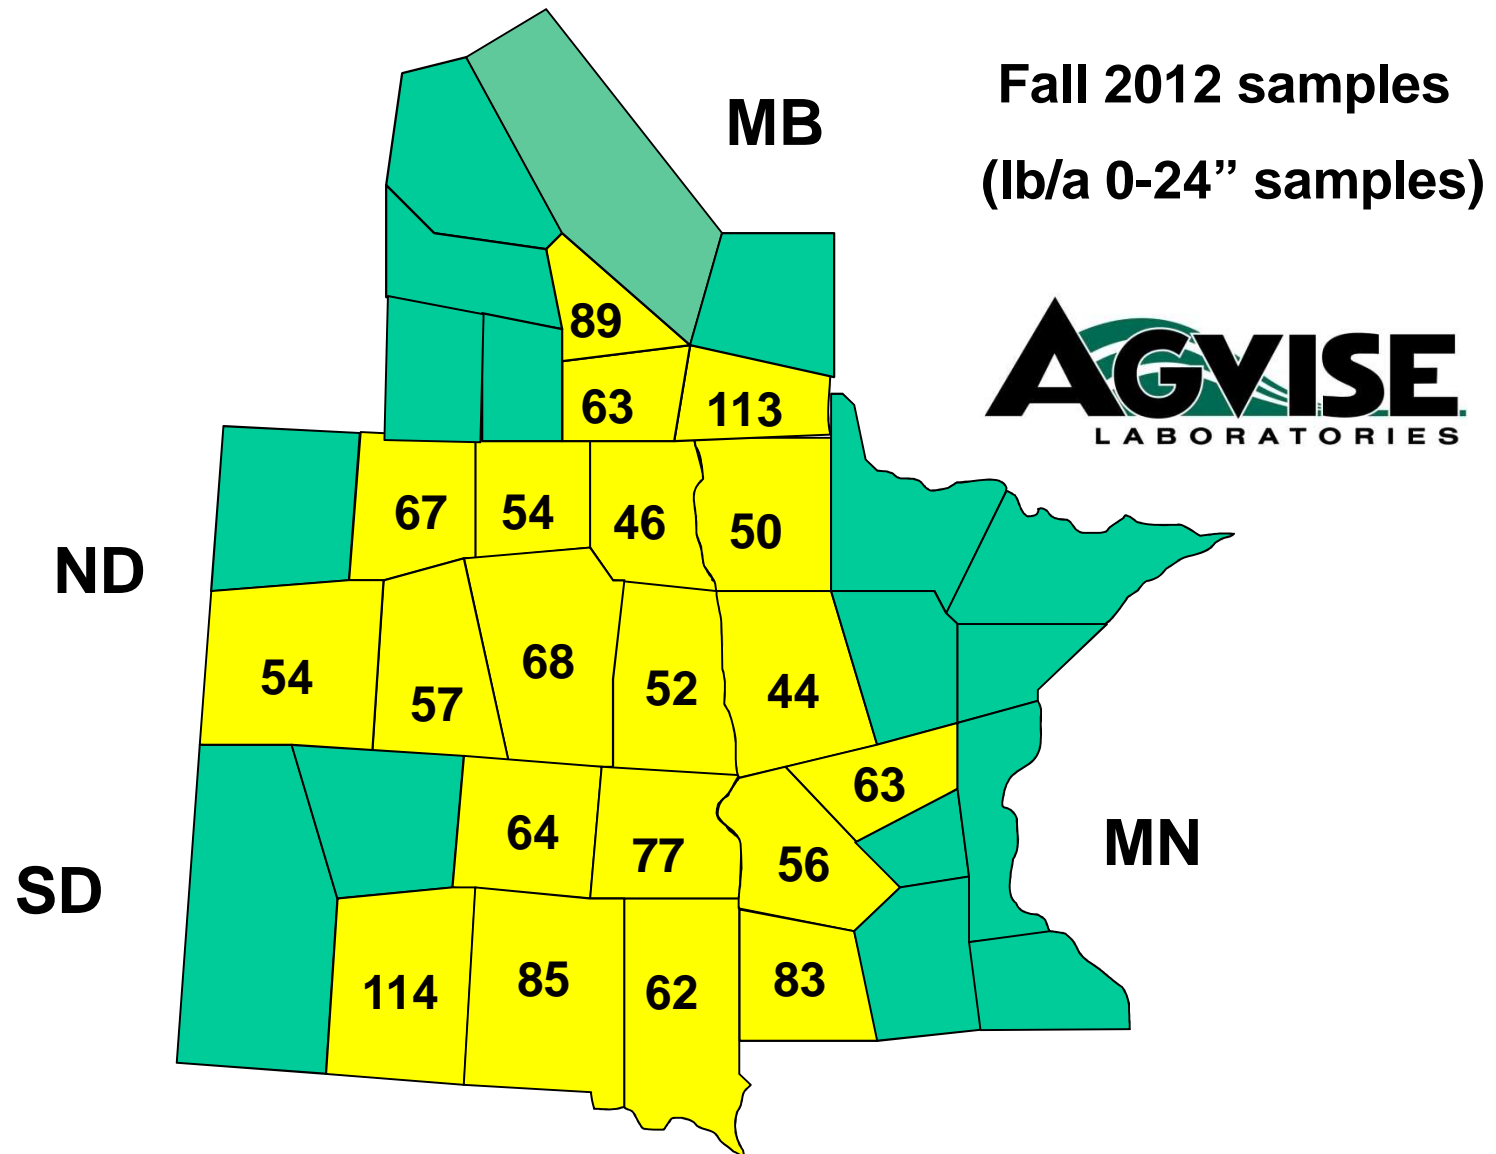 Fall 2012 samples
MB
(lb/a 0-24” samples)
89
AGVISE
63 113
LABORATORIES
67 54 46 50
ND
54 57 68 52 44
63
64 77 56
MN
SD
114 85 62 83